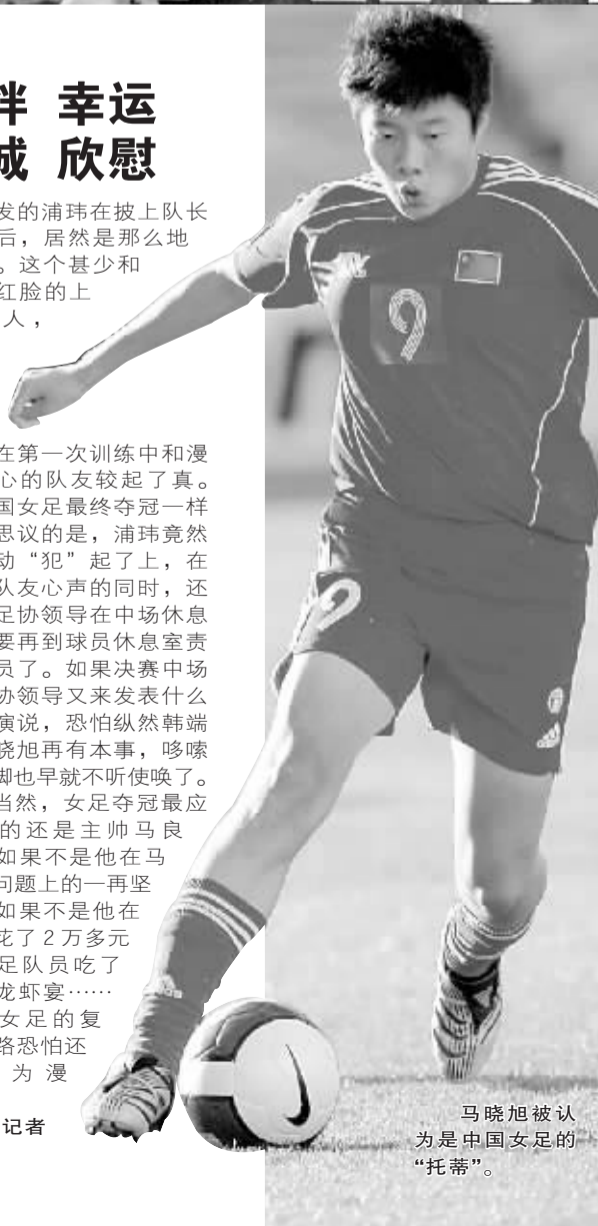 绊 幸运
城 欣慰
发的浦玮在披上队长
后，居然是那么地
。这个甚少和
红脸的上
人，
在第一次训练中和漫
心的队友较起了真。
国女足最终夺冠一样
思议的是，浦玮竟然
动“犯”起了上，在
队友心声的同时，还
足协领导在中场休息
要再到球员休息室责
员了。如果决赛中场
协领导又来发表什么
演说，恐怕纵然韩端
晓旭再有本事，哆嗦
脚也早就不听使唤了。
当然，女足夺冠最应
的还是主帅马良
如果不是他在马
问题上的一再坚
如果不是他在
花了2万多元
足队员吃了
龙虾宴……
女足的复
路恐怕还
为漫
记者
9
9
马晓旭被认
为是中国女足的
“托蒂”。